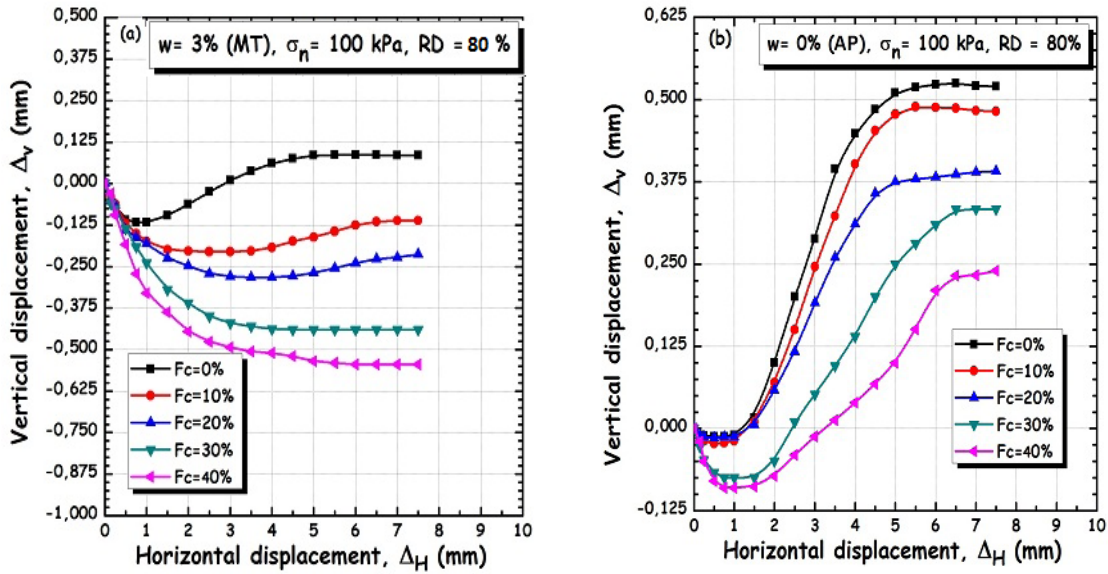 (a)
w= 3% (MT), σn= 100 kPa, RD = 80 %
Vertical displacement, Δv (mm)
0,500
0,375
0,250
0,125
0,000
-0,125
-0,250
-0,375
-0,500
-0,625
-0,750
-0,875
-1,000
Fc=0%
Fc=10%
Fc=20%
Fc=30%
Fc=40%
0 1 2 3 4 5 6 7 8 9 10
Horizontal displacement, ΔH (mm)
(b)
w= 0% (AP), σn= 100 kPa, RD = 80%
Vertical displacement, Δv (mm)
0,625
0,500
0,375
0,250
0,125
0,000
-0,125
Fc=0%
Fc=10%
Fc=20%
Fc=30%
Fc=40%
0 1 2 3 4 5 6 7 8 9 10
Horizontal displacement, ΔH (mm)